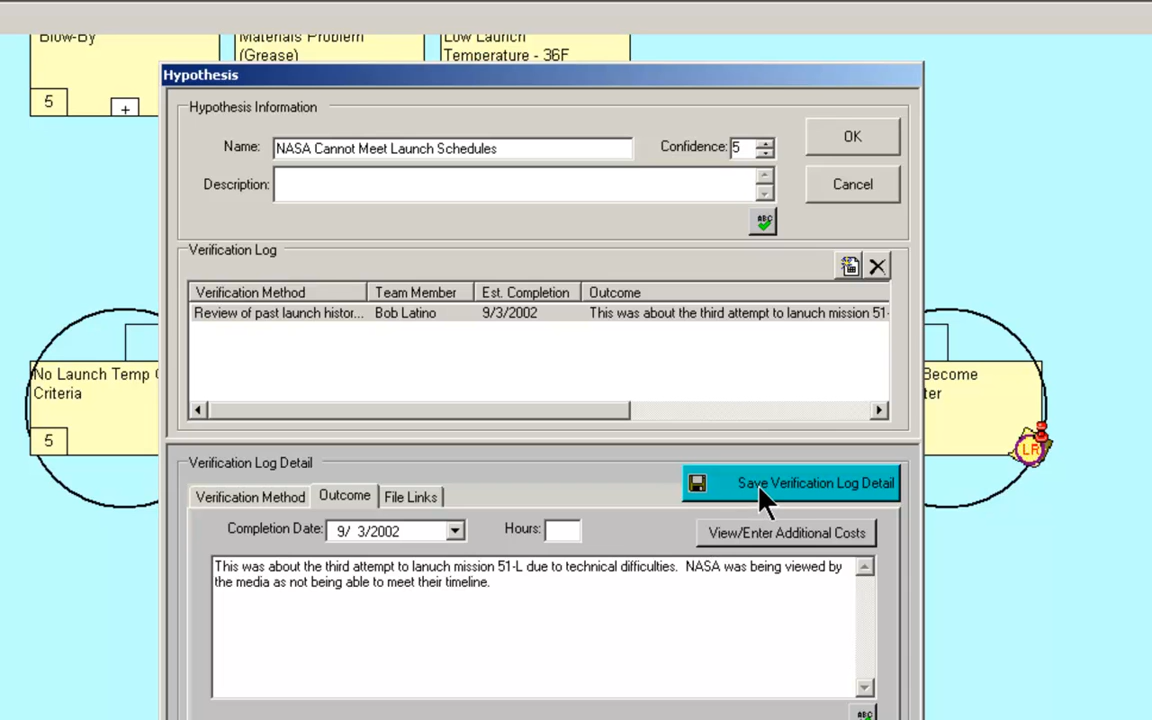 Blow-By
Materials Problem
(Grease)
Low Launch
Temperature - 36F
5
+
Hypothesis
Hypothesis Information
Name: NASA Cannot Meet Launch Schedules
Confidence: 5
OK
Description:
Cancel
ABC
Verification Log
Verification Method Team Member Est. Completion Outcome
Review of past launch histor... Bob Latino 9/3/2002 This was about the third attempt to lanuch mission 51-
No Launch Temp
Criteria
5
Become
ter
LR
Verification Log Detail
Save Verification Log Detail
Verification Method Outcome File Links
Completion Date: 9/ 3/2002 Hours:
View/Enter Additional Costs
This was about the third attempt to lanuch mission 51-L due to technical difficulties. NASA was being viewed by
the media as not being able to meet their timeline.
ABC